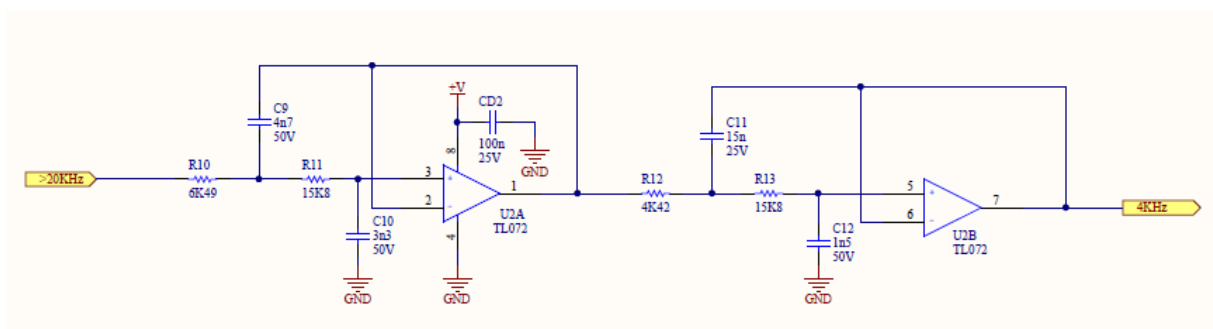 C9
4n7
50V
+V
CD2
100n
25V
GND
C11
15n
25V
>20KHz
R10
6K49
R11
15K8
8
3
+
2
-
1
4
U2A
TL072
C10
3n3
50V
GND
GND
R12
4K42
R13
15K8
5
+
6
-
7
U2B
TL072
C12
1n5
50V
GND
4KHz